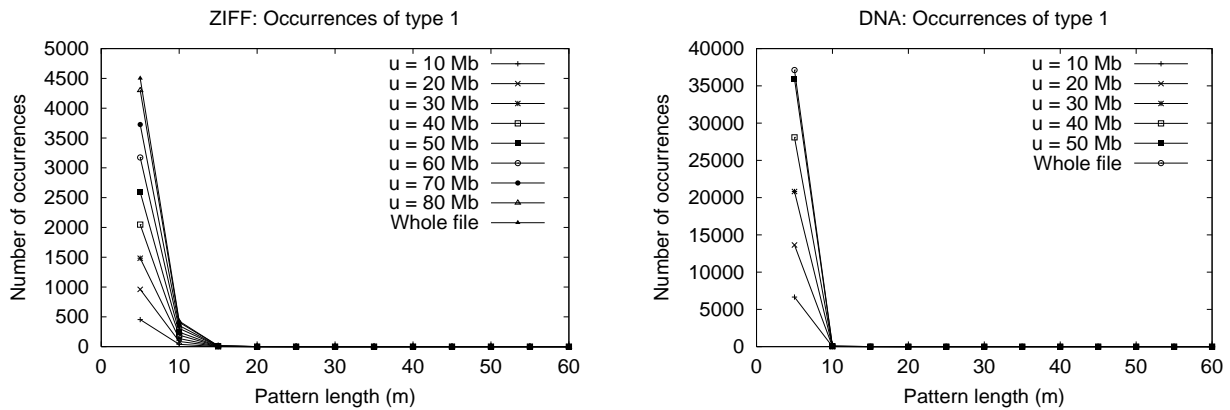 ZIFF: Occurrences of type 1
Number of occurrences
5000
4500
4000
3500
3000
2500
2000
1500
1000
500
0
u = 10 Mb
u = 20 Mb
u = 30 Mb
u = 40 Mb
u = 50 Mb
u = 60 Mb
u = 70 Mb
u = 80 Mb
Whole file
0 10 20 30 40 50 60
Pattern length (m)
DNA: Occurrences of type 1
Number of occurrences
40000
35000
30000
25000
20000
15000
10000
5000
0
u = 10 Mb
u = 20 Mb
u = 30 Mb
u = 40 Mb
u = 50 Mb
Whole file
0 10 20 30 40 50 60
Pattern length (m)